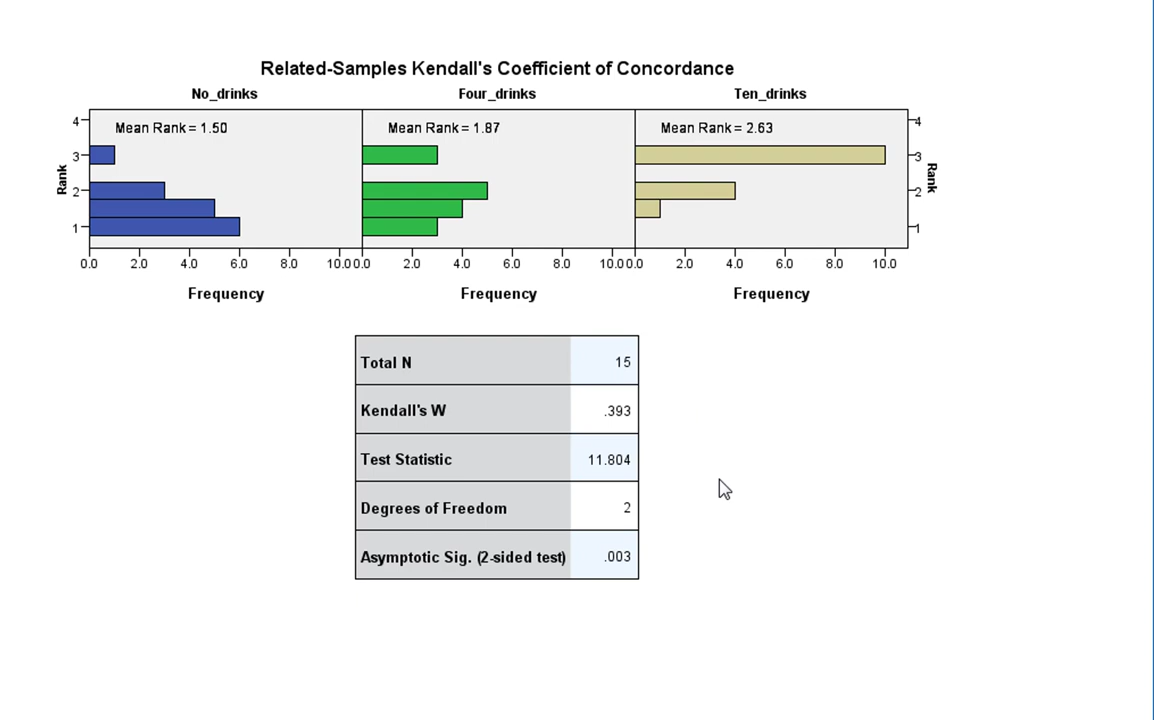 Related-Samples Kendall's Coefficient of Concordance
No_drinks Four_drinks Ten_drinks
4 Mean Rank = 1.50 Mean Rank = 1.87 Mean Rank = 2.63 4
3 3
Rank Rank
2 2
1 1
0.0 2.0 4.0 6.0 8.0 10.0 0.0 2.0 4.0 6.0 8.0 10.0 0.0 2.0 4.0 6.0 8.0 10.0
Frequency Frequency Frequency
Total N 15
Kendall's W .393
Test Statistic 11.804
Degrees of Freedom 2
Asymptotic Sig. (2-sided test) .003